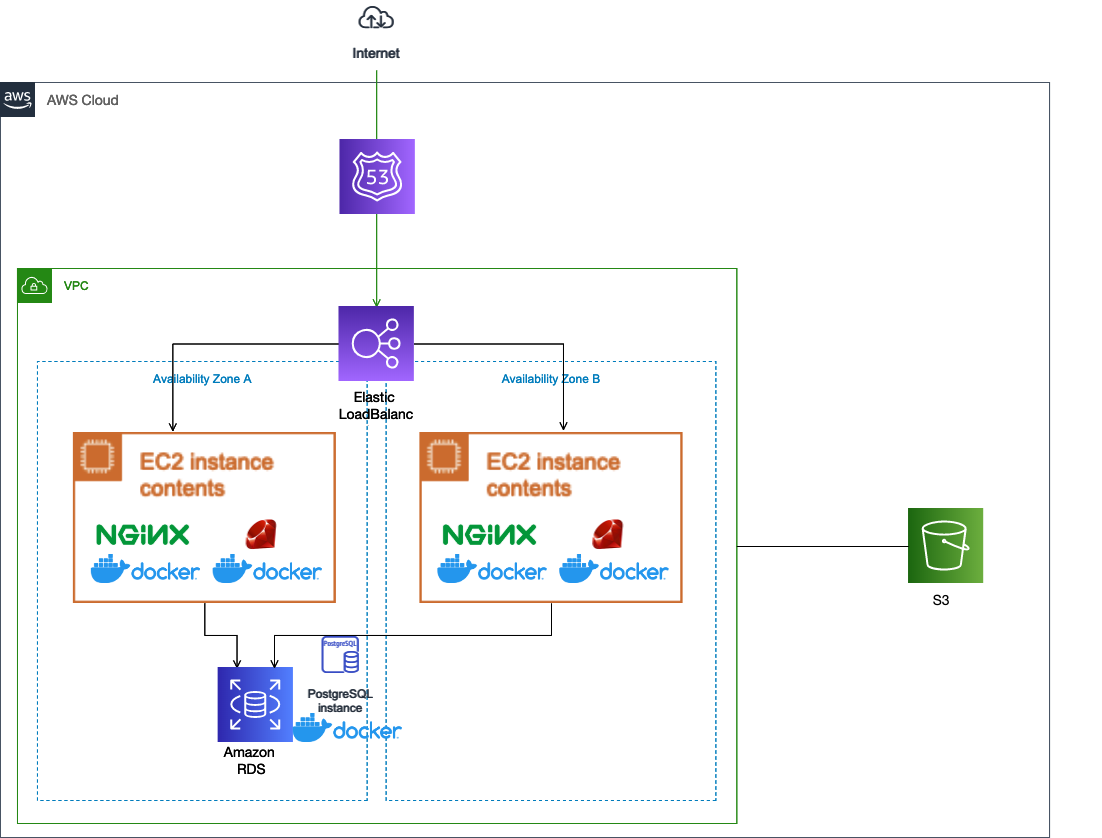 Internet
aws
AWS Cloud
53
VPC
Availability Zone A
Availability Zone B
Elastic
LoadBalanc
EC2 instance
contents
NGINX
docker
docker
EC2 instance
contents
NGINX
docker
docker
S3
PostgreSQL
PostgreSQL
instance
docker
Amazon
RDS